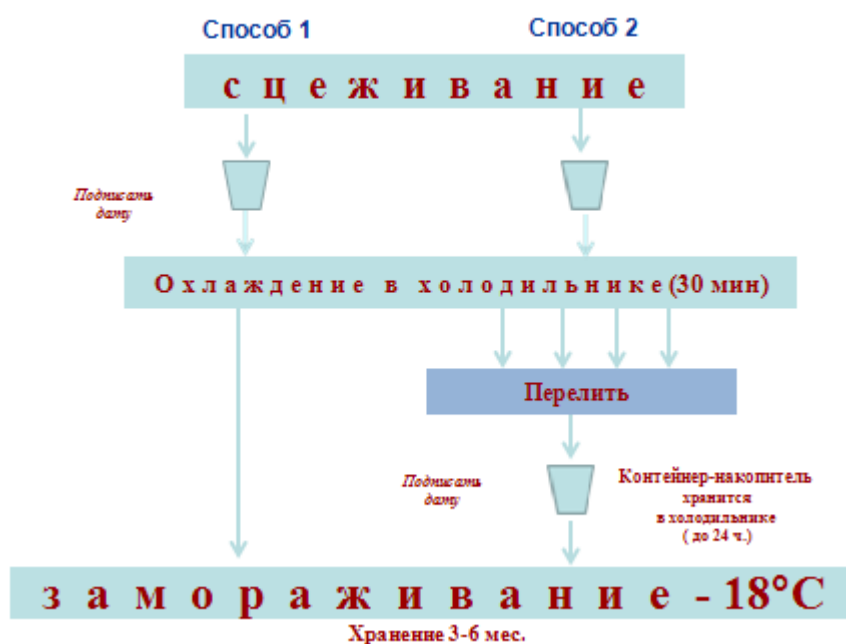 Способ 1
Способ 2
сцеживание
Подписать
дату
Охлаждение в холодильнике (30 мин)
Перелить
Подписать
дату
Контейнер-накопитель
хранится
в холодильнике
( до 24 ч.)
замораживание - 18°C
Хранение 3-6 мес.